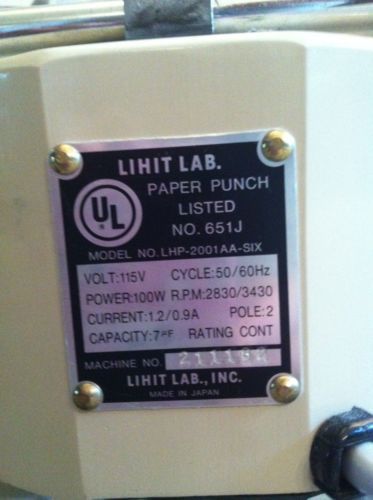 LIHIT LAB.
UL
PAPER PUNCH
LISTED
NO. 651J
MODEL NO. LHP-2001AA-SIX
VOLT:115V CYCLE:50/60Hz
POWER:100W R.P.M:2830/3430
CURRENT:1.2/0.9A POLE:2
CAPACITY: RATING CONT
MACHINE NO.
LIHIT LAB., INC.
MADE IN JAPAN